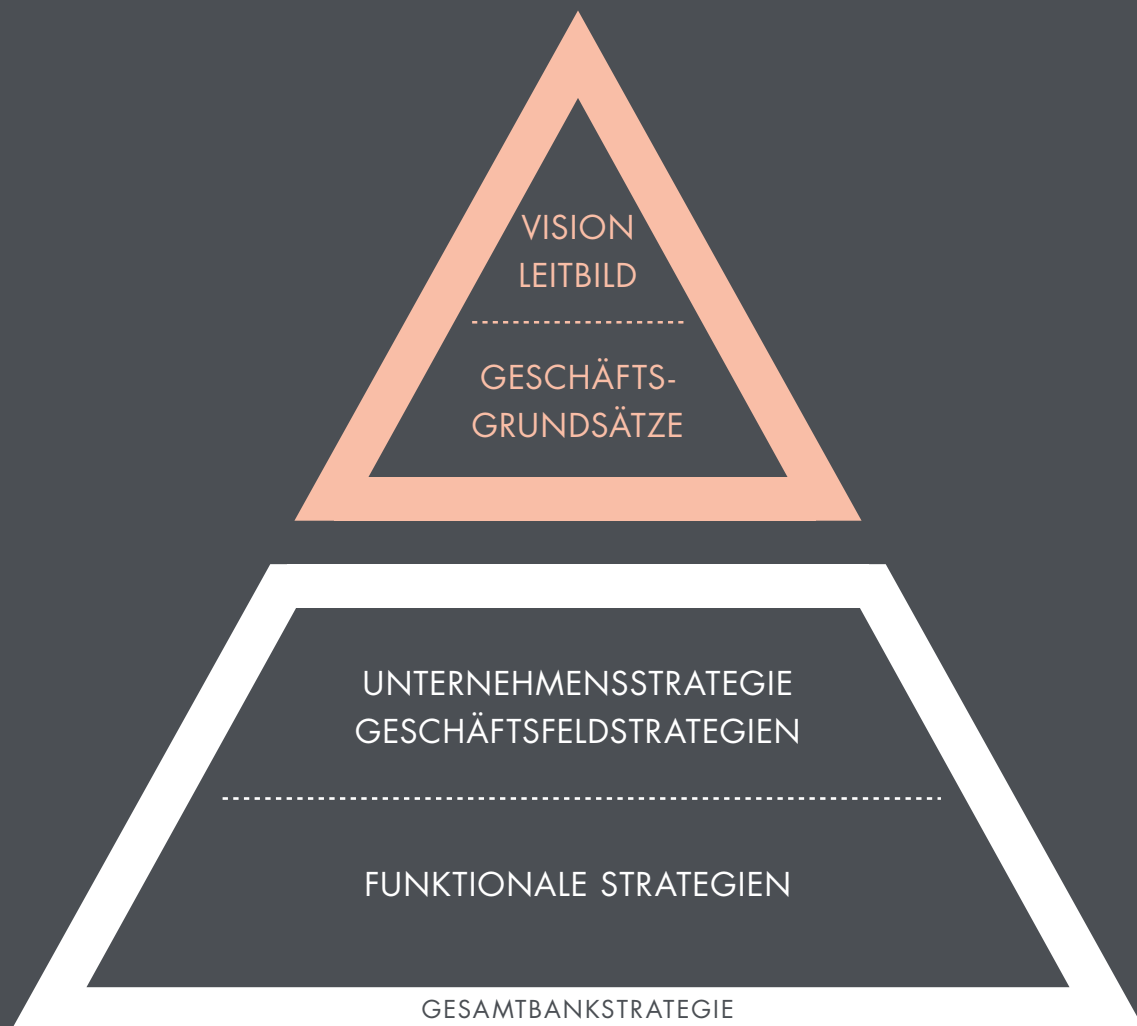 VISION
LEITBILD
GESCHÄFTS-
GRUNDSÄTZE
UNTERNEHMENSSTRATEGIE
GESCHÄFTSFELDSTRATEGIEN
FUNKTIONALE STRATEGIEN
GESAMTBANKSTRATEGIE